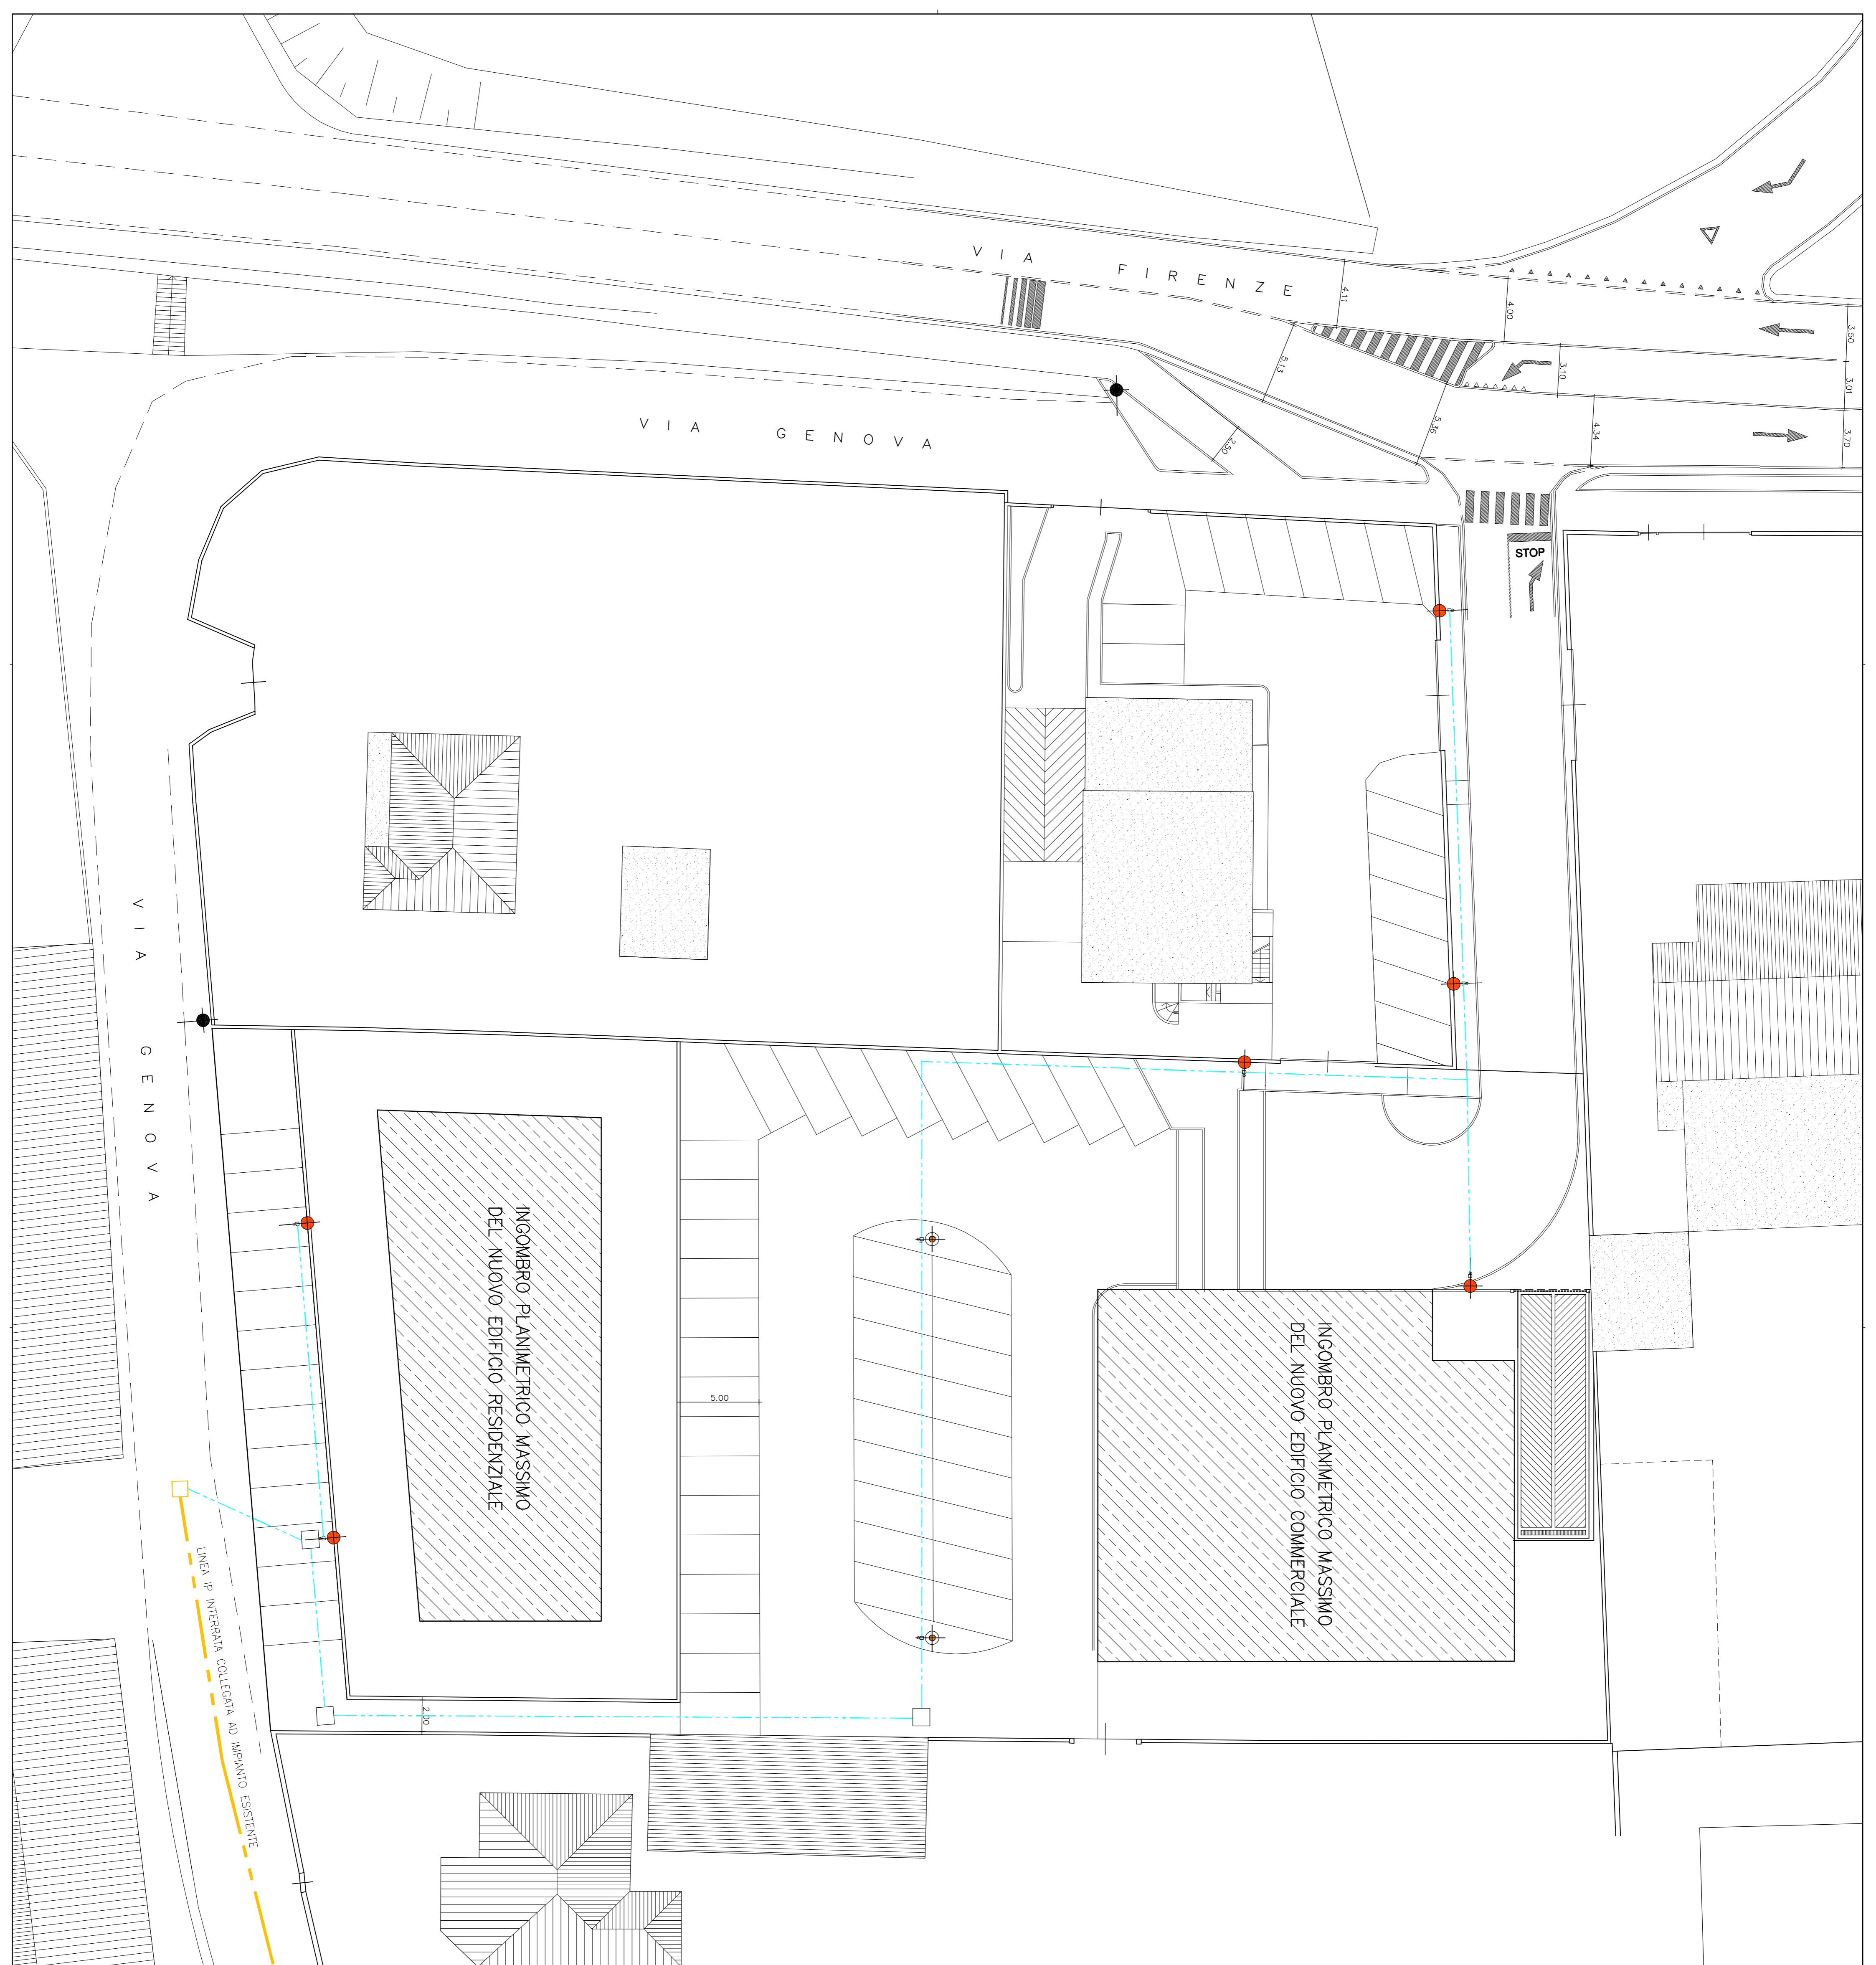 VIA FIRENZE
4.11
4.00
3.50
3.10
3.01
5.13
5.36
4.34
3.70
2.50
VIA GENOVA
STOP
VIA GENOVA
INGOMBRO PLANIMETRICO MASSIMO
DEL NUOVO EDIFICIO RESIDENZIALE
INGOMBRO PLANIMETRICO MASSIMO
DEL NUOVO EDIFICIO COMMERCIALE
5.00
LINEA IP INTERRATA COLLEGATA AD IMPIANTO ESISTENTE
2.00